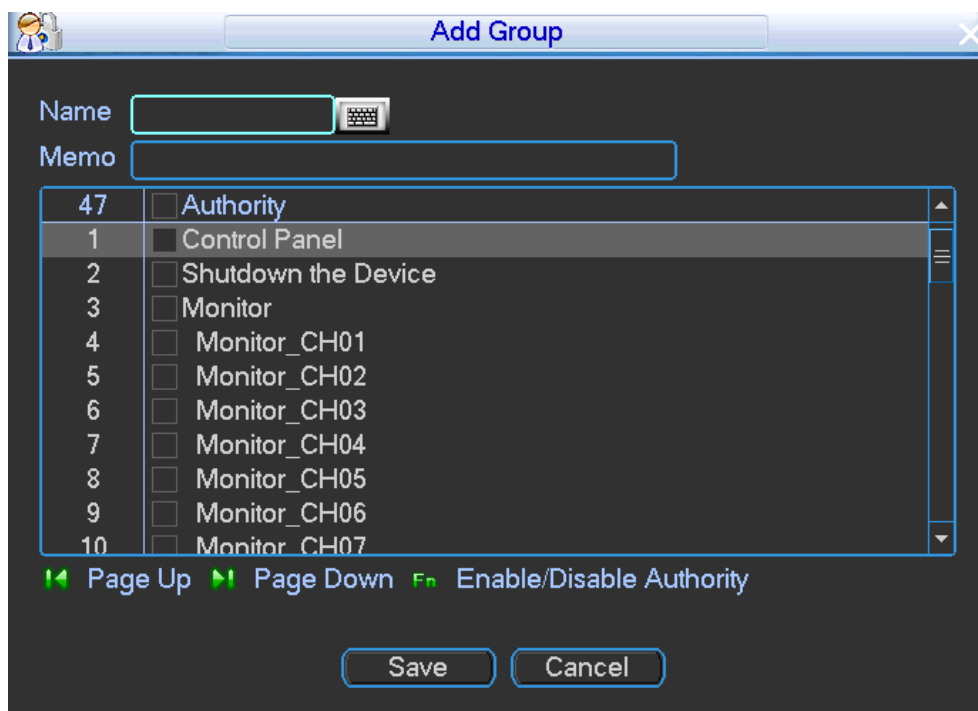 Add Group
Name
Memo
47 Authority
1 Control Panel
2 Shutdown the Device
3 Monitor
4 Monitor_CH01
5 Monitor_CH02
6 Monitor_CH03
7 Monitor_CH04
8 Monitor_CH05
9 Monitor_CH06
10 Monitor_CH07
Page Up Page Down Fn Enable/Disable Authority
Save Cancel